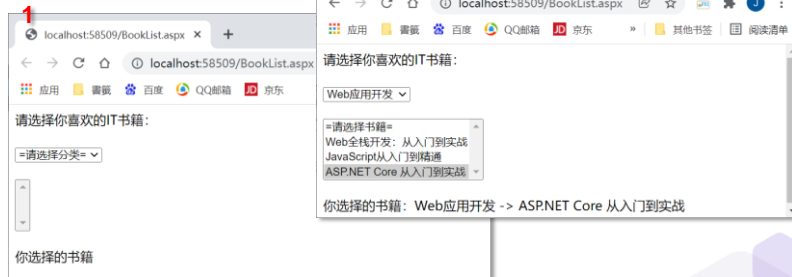 1
localhost:58509/BookList.aspx
localhost:58509/BookList.aspx
应用 書籤 百度 QQ邮箱 京东
请选择你喜欢的IT书籍：
=请选择分类=
你选择的书籍
localhost:58509/BookList.aspx
应用 書籤 百度 QQ邮箱 京东 » 其他书签 阅读清单
请选择你喜欢的IT书籍：
Web应用开发
=请选择书籍=
Web全栈开发：从入门到实战
JavaScript从入门到精通
ASP.NET Core 从入门到实战
你选择的书籍：Web应用开发 -> ASP.NET Core 从入门到实战